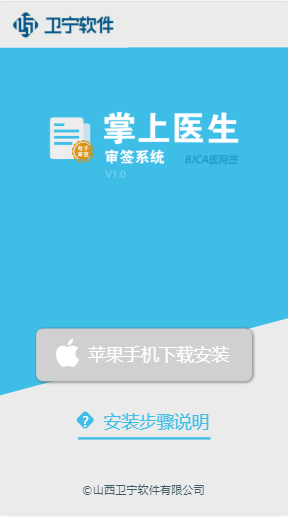 卫宁软件
掌上医生
电子
审签
审签系统
BJCA医网签
V1.0
苹果手机下载安装
?
安装步骤说明
©山西卫宁软件有限公司